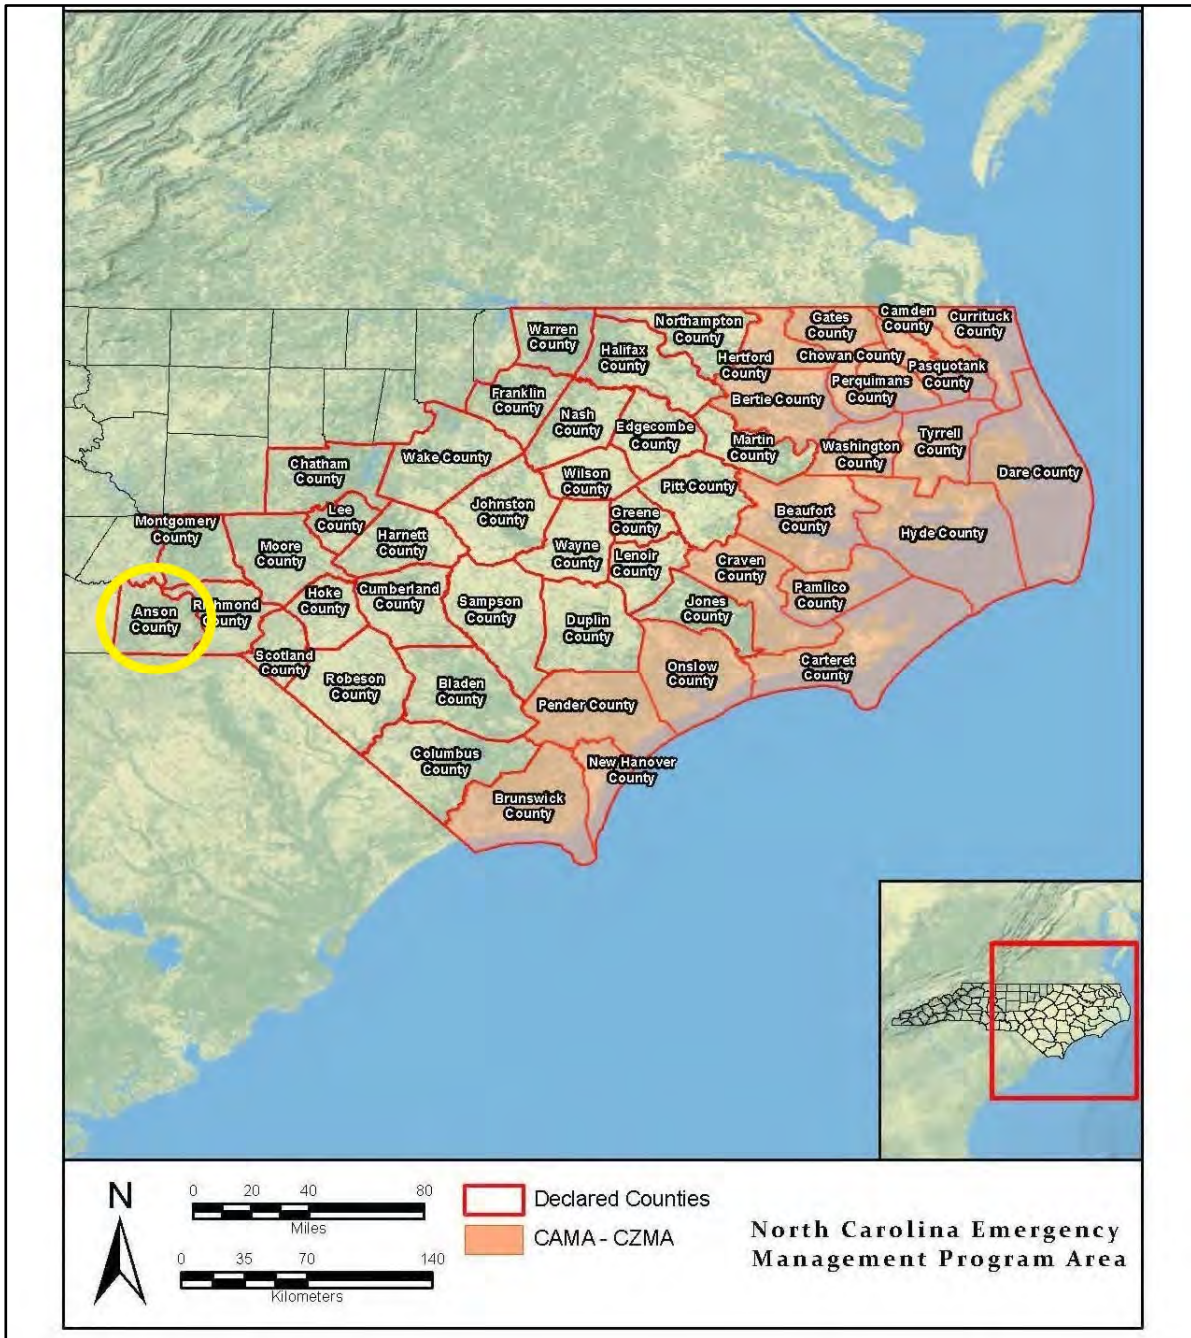 Warren
County
Northampton
County
Halifax
County
Gates
County
Camden
County
Currituck
County
Hertford
County
Chowan County
Pasquotank
County
Perquimans
County
Bertie County
Franklin
County
Nash
County
Edgecombe
County
Martin
County
Washington
County
Tyrrell
County
Dare County
Wake County
Chatham
County
Wilson
County
Pitt County
Johnston
County
Greene
County
Beaufort
County
Hyde County
Lee
County
Montgomery
County
Moore
County
Harnett
County
Wayne
County
Lenoir
County
Craven
County
Pamlico
County
Anson
County
Richmond
County
Hoke
County
Cumberland
County
Sampson
County
Duplin
County
Jones
County
Scotland
County
Robeson
County
Bladen
County
Onslow
County
Carteret
County
Pender County
Columbus
County
New Hanover
County
Brunswick
County
N
0 20 40 80
Miles
0 35 70 140
Kilometers
Declared Counties
CAMA - CZMA
North Carolina Emergency
Management Program Area